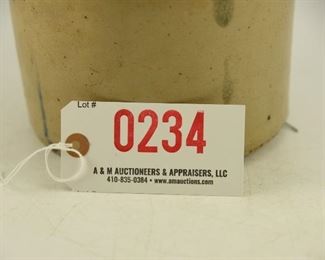 Lot #
0234
A & M AUCTIONEERS & APPRAISERS, LLC
410-835-0384 • www.amauctions.com